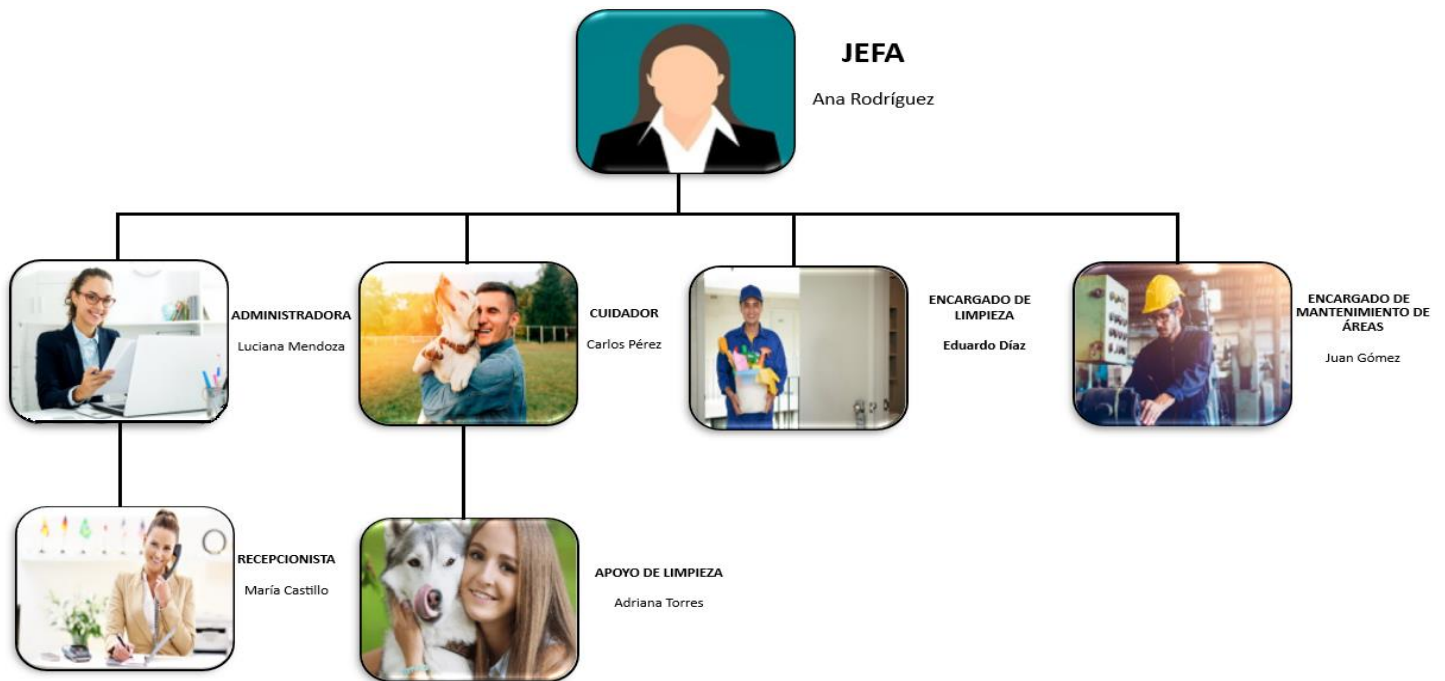 JEFA
Ana Rodríguez
ADMINISTRADORA
Luciana Mendoza
CUIDADOR
Carlos Pérez
ENCARGADO DE
LIMPIEZA
Eduardo Díaz
ENCARGADO DE
MANTENIMIENTO DE
ÁREAS
Juan Gómez
RECEPCIONISTA
María Castillo
APOYO DE LIMPIEZA
Adriana Torres